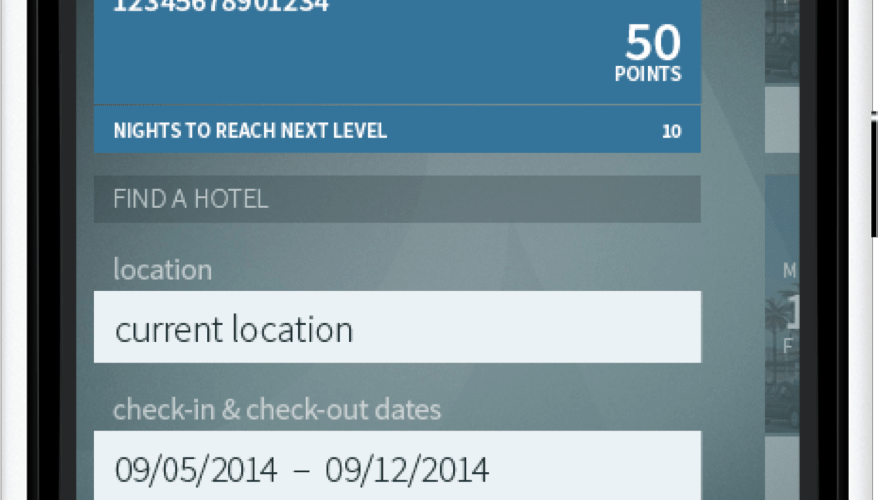 12345678901234
50
POINTS
NIGHTS TO REACH NEXT LEVEL 10
FIND A HOTEL
location
current location
check-in & check-out dates
09/05/2014 – 09/12/2014
M
1
F